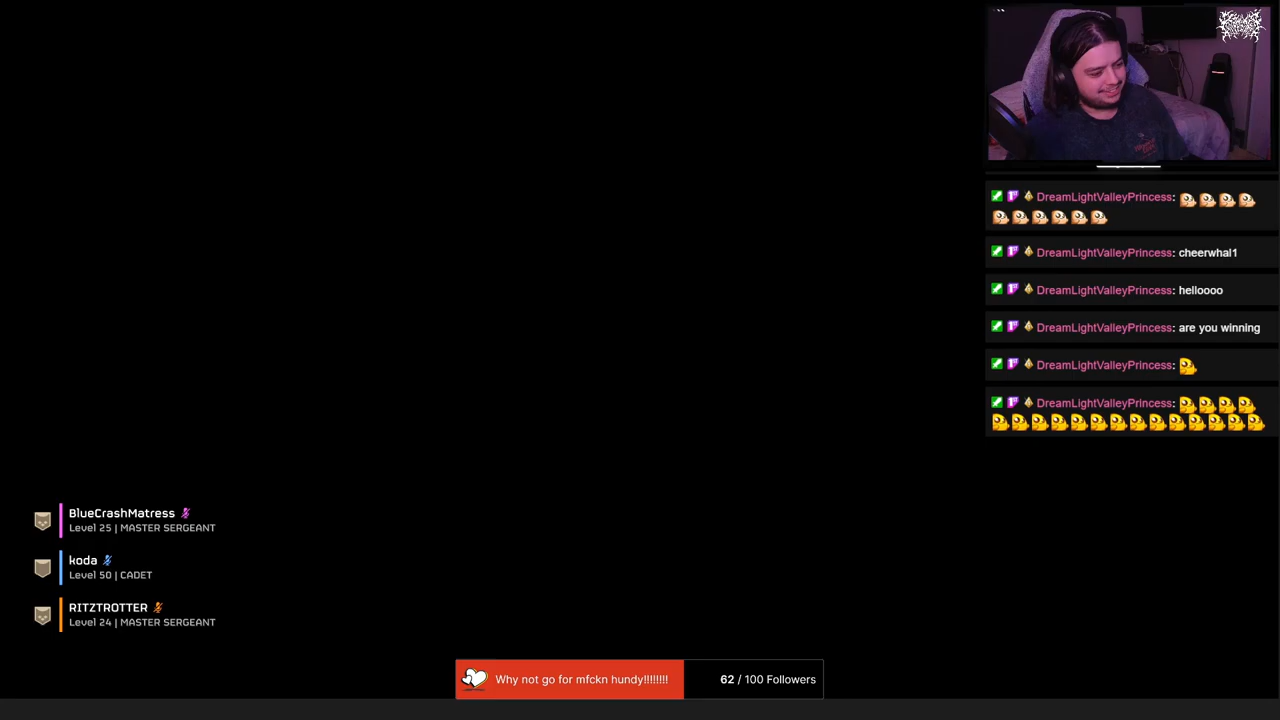 DreamLightValleyPrincess:
DreamLightValleyPrincess: cheerwhal1
DreamLightValleyPrincess: helloooo
DreamLightValleyPrincess: are you winning
DreamLightValleyPrincess:
DreamLightValleyPrincess:
BlueCrashMatress
Level 25 | MASTER SERGEANT
koda
Level 50 | CADET
RITZTROTTER
Level 24 | MASTER SERGEANT
Why not go for mfckn hundy!!!!!!!! 62 / 100 Followers